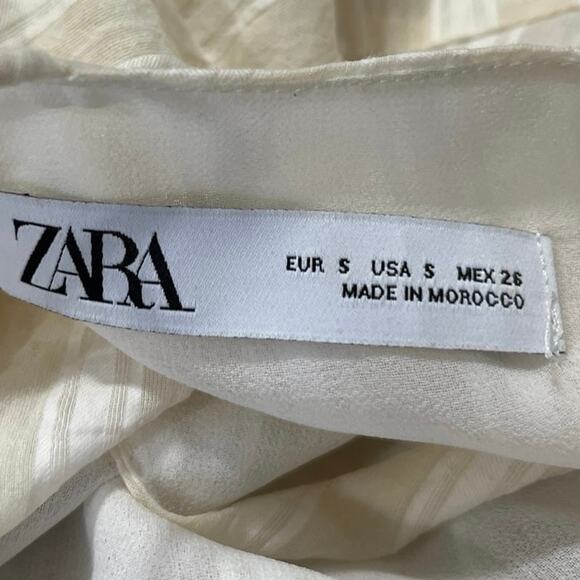 ZARA
EUR S USA S MEX 26
MADE IN MOROCCO